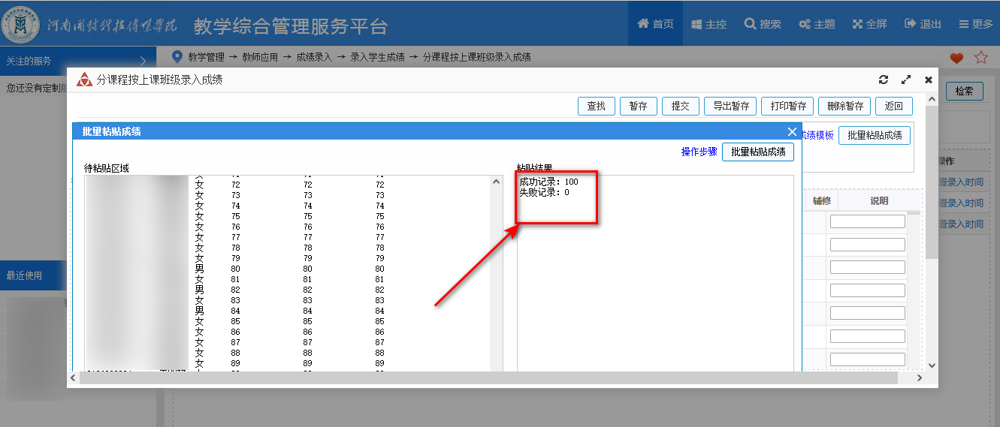 河南开封科技传媒学院 教学综合管理服务平台 首页 主控 搜索 主题 全屏 退出 更多
关注的服务
教学管理 → 教师应用 → 成绩录入 → 录入学生成绩 → 分课程按上课班级录入成绩
您还没有定制服
检索
分课程按上课班级录入成绩
查找 暂存 提交 导出暂存 打印暂存 删除暂存 返回
批量粘贴成绩
成绩模板 批量粘贴成绩
操作步骤 批量粘贴成绩
待粘贴区域 粘贴结果
成功记录：100
失败记录：0
操作
看录入时间
看录入时间
看录入时间
辅修 说明
女 71 71 71
女 72 72 72
女 73 73 73
女 74 74 74
女 75 75 75
女 76 76 76
女 77 77 77
女 78 78 78
女 79 79 79
男 80 80 80
女 81 81 81
男 82 82 82
女 83 83 83
男 84 84 84
女 85 85 85
女 86 86 86
女 87 87 87
女 88 88 88
女 89 89 89
最近使用